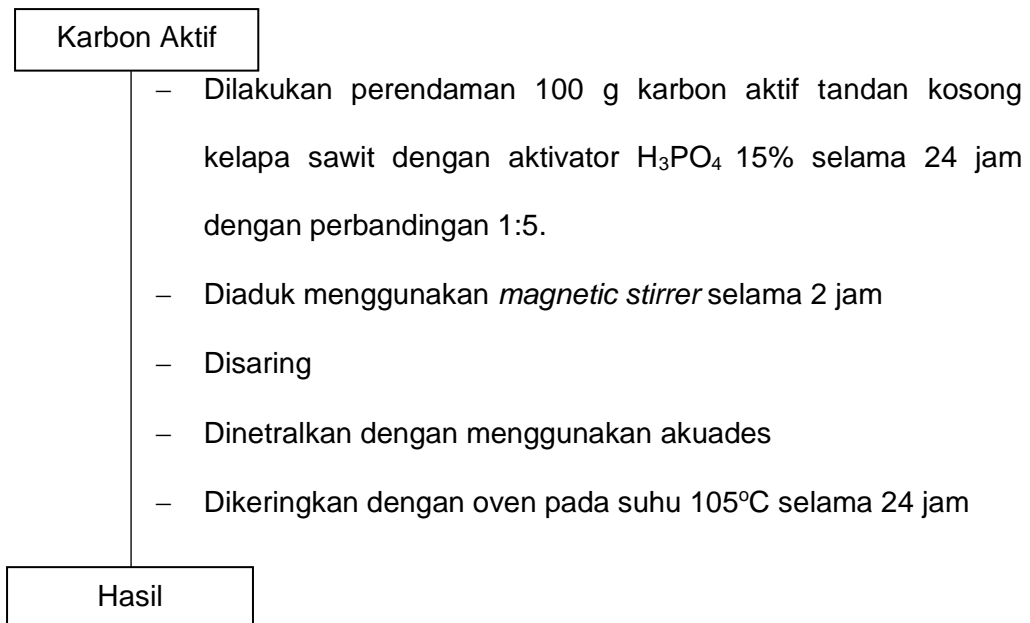 Karbon Aktif
– Dilakukan perendaman 100 g karbon aktif tandan kosong
kelapa sawit dengan aktivator H₃PO₄ 15% selama 24 jam
dengan perbandingan 1:5.
– Diaduk menggunakan magnetic stirrer selama 2 jam
– Disaring
– Dinetralkan dengan menggunakan akuades
– Dikeringkan dengan oven pada suhu 105ºC selama 24 jam
Hasil